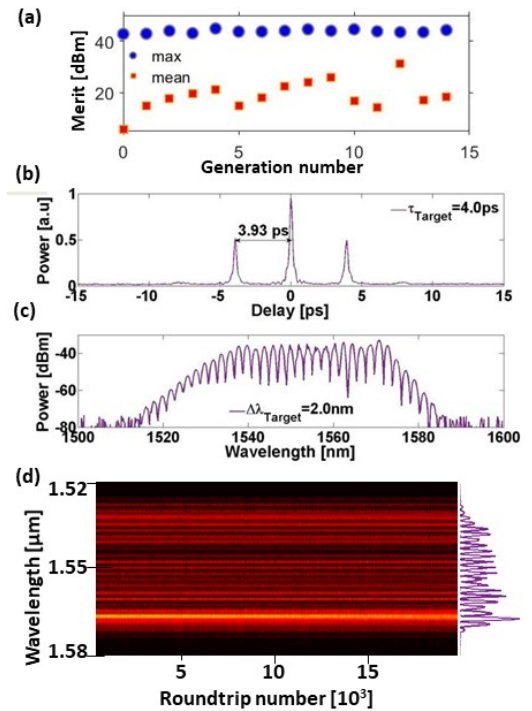 (a)
Merit [dBm]
40
20
max
mean
0
5
10
15
Generation number
(b)
Power [a.u]
1
0.5
0
3.93 ps
τTarget=4.0ps
-15
-10
-5
0
5
10
15
Delay [ps]
(c)
Power [dBm]
-40
-60
-80
ΔλTarget=2.0nm
1500
1520
1540
1560
1580
1600
Wavelength [nm]
(d)
Wavelength [µm]
1.52
1.55
1.58
5
10
15
Roundtrip number [10³]